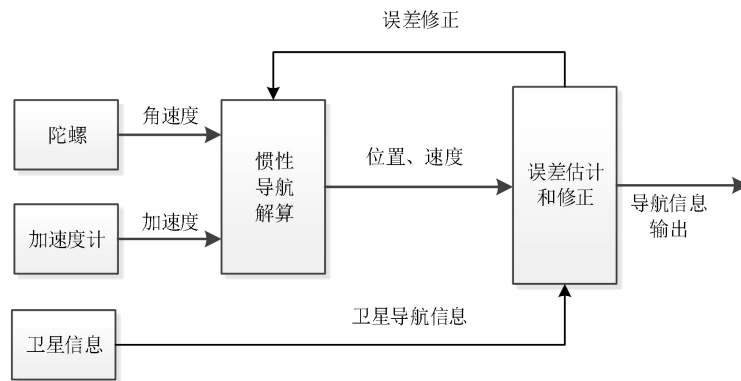 误差修正
陀螺
角速度
惯性
导航
解算
位置、速度
误差估计
和修正
导航信息
输出
加速度计
加速度
卫星导航信息
卫星信息